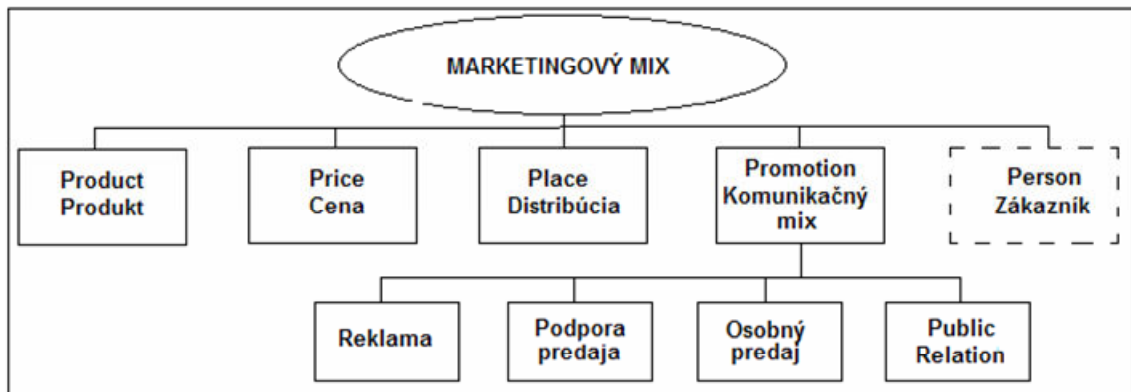 MARKETINGOVÝ MIX
Product
Produkt
Price
Cena
Place
Distribúcia
Promotion
Komunikačný
mix
Person
Zákazník
Reklama
Podpora
predaja
Osobný
predaj
Public
Relation